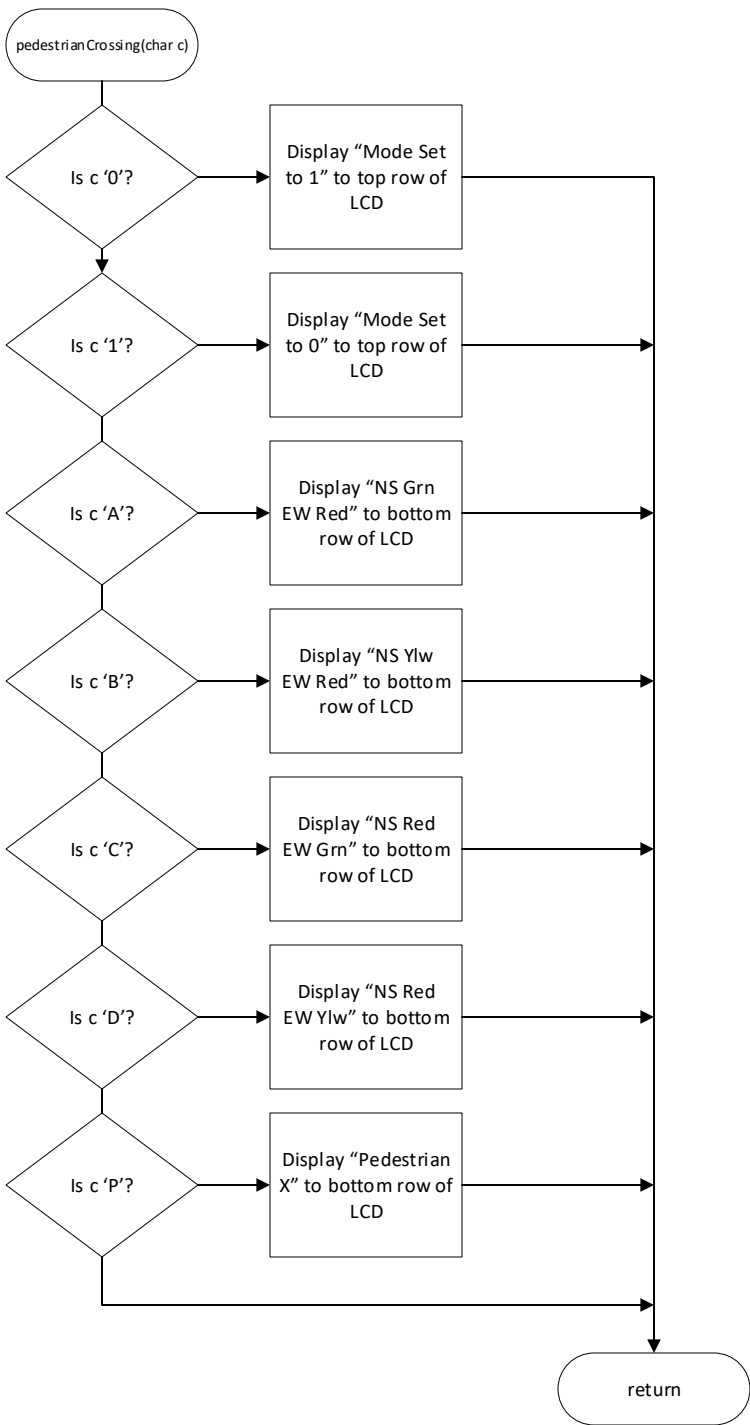 pedestrianCrossing(char c)
Is c ‘0’?
Display “Mode Set
to 1” to top row of
LCD
Is c ‘1’?
Display “Mode Set
to 0” to top row of
LCD
Is c ‘A’?
Display “NS Grn
EW Red” to bottom
row of LCD
Is c ‘B’?
Display “NS Ylw
EW Red” to bottom
row of LCD
Is c ‘C’?
Display “NS Red
EW Grn” to bottom
row of LCD
Is c ‘D’?
Display “NS Red
EW Ylw” to bottom
row of LCD
Is c ‘P’?
Display “Pedestrian
X” to bottom row of
LCD
return